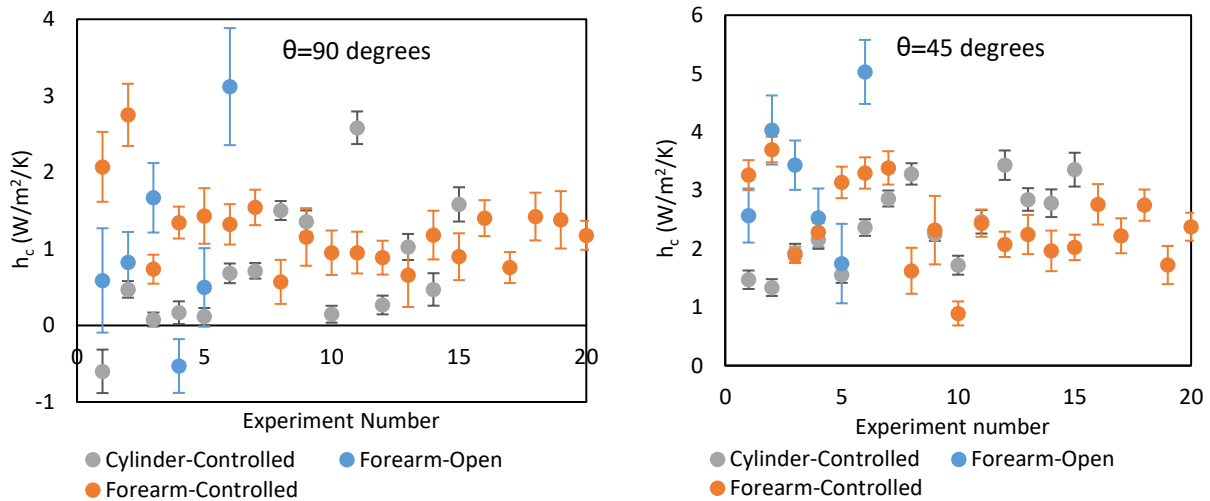 θ=90 degrees
h_c (W/m²/K)
4
3
2
1
0
-1
0 5 10 15 20
Experiment Number
Cylinder-Controlled Forearm-Open
Forearm-Controlled
θ=45 degrees
h_c (W/m²/K)
6
5
4
3
2
1
0
0 5 10 15 20
Experiment number
Cylinder-Controlled Forearm-Open
Forearm-Controlled